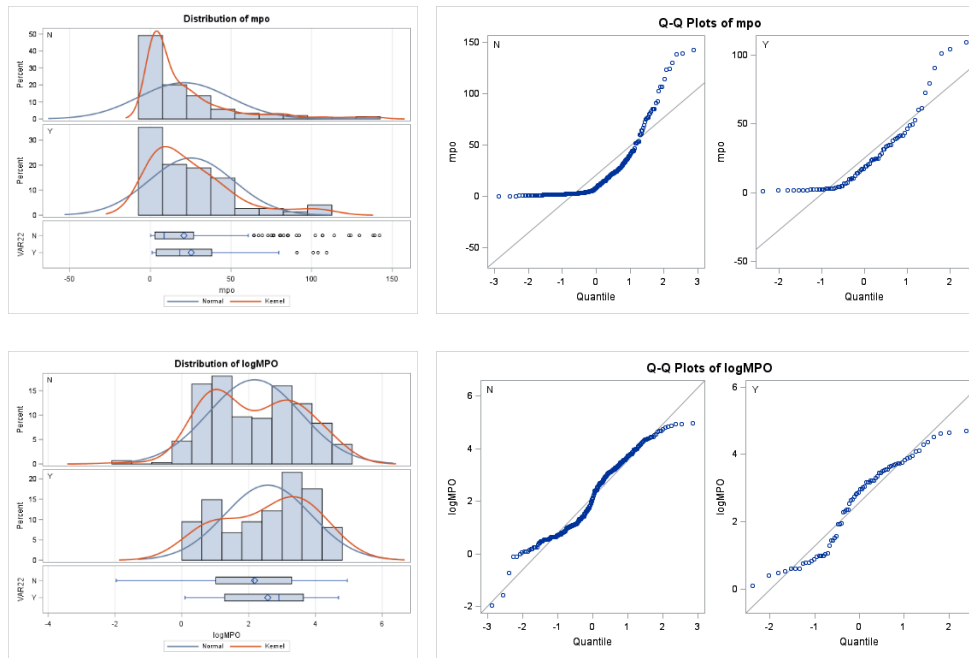 Distribution of mpo
N
50
40
30
20
10
0
Percent
Y
30
20
10
0
Percent
N
Y
VAR22
-50 0 50 100 150
mpo
Normal Kernel
Q-Q Plots of mpo
N
150
100
50
0
-50
mpo
-3 -2 -1 0 1 2 3
Quantile
Y
100
50
0
-50
mpo
-2 -1 0 1 2
Quantile
Distribution of logMPO
N
15
10
5
0
Percent
Y
20
15
10
5
0
Percent
N
Y
VAR22
-4 -2 0 2 4 6
logMPO
Normal Kernel
Q-Q Plots of logMPO
N
6
4
2
0
-2
logMPO
-3 -2 -1 0 1 2 3
Quantile
Y
6
4
2
0
logMPO
-2 -1 0 1 2
Quantile